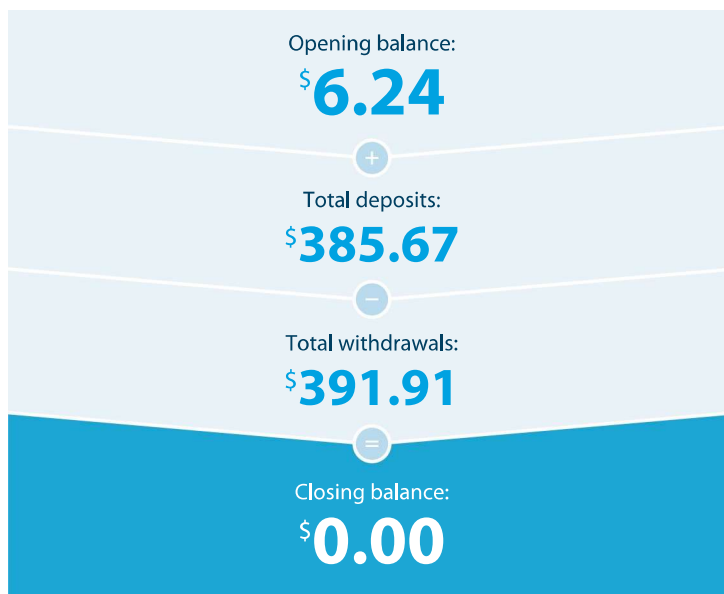 Opening balance:
$6.24
+
Total deposits:
$385.67
−
Total withdrawals:
$391.91
=
Closing balance:
$0.00